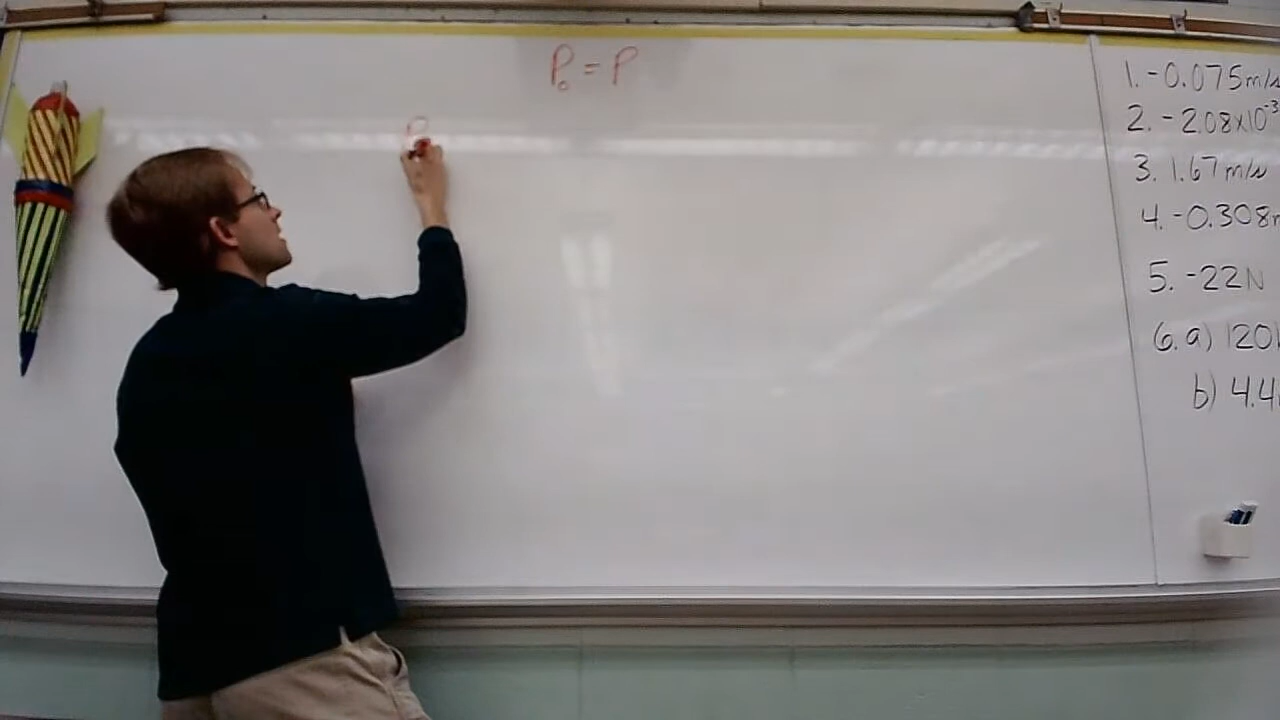 P₀ = P
P
1. -0.075m/s
2. -2.08x10⁻³
3. 1.67 m/s
4. -0.308
5. -22N
6. a) 120
b) 4.4